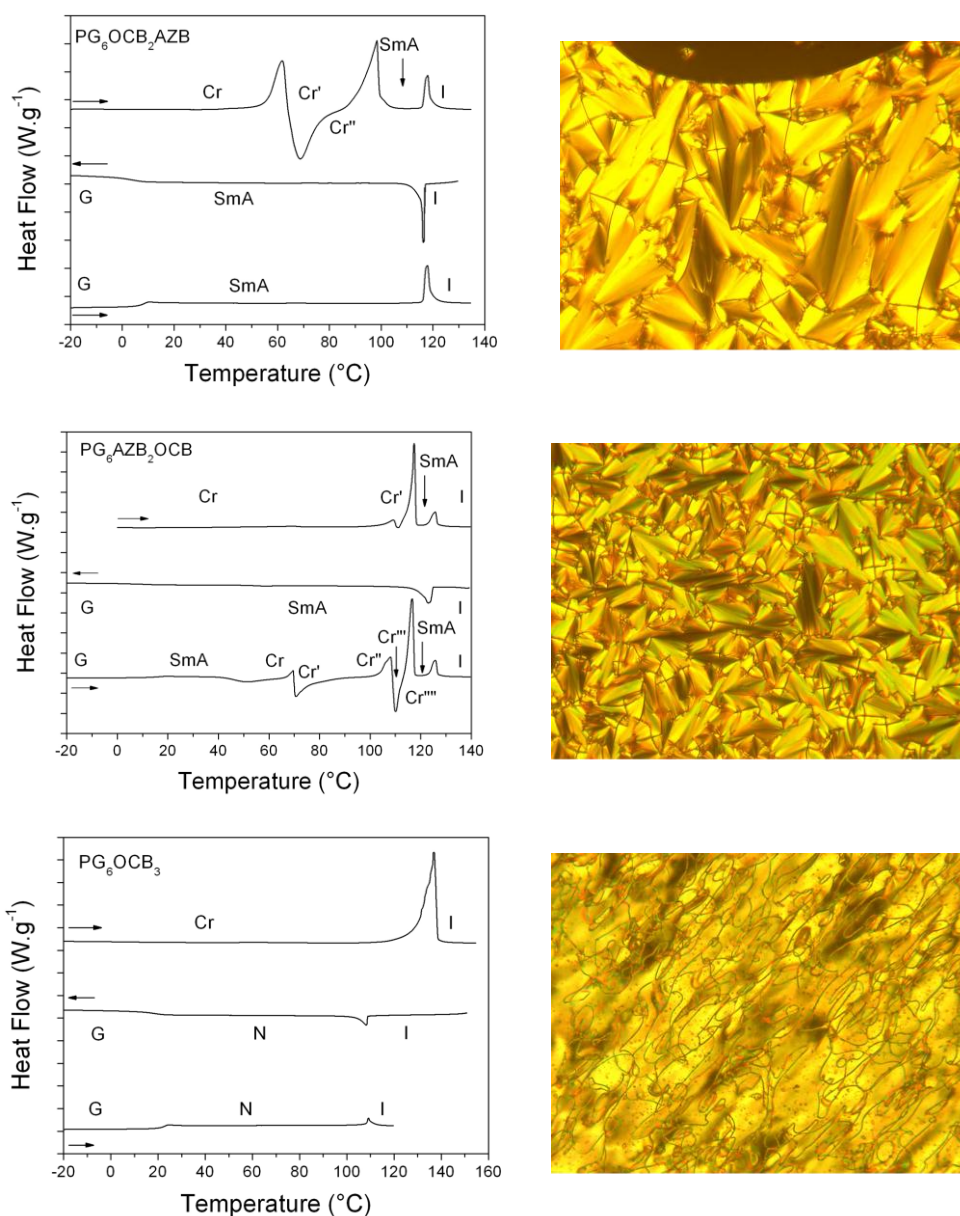 PG₆OCB₂AZB
SmA
Cr Cr' I
Cr"
G SmA I
G SmA I
Heat Flow (W.g⁻¹)
-20 0 20 40 60 80 100 120 140
Temperature (°C)
PG₆AZB₂OCB
SmA
Cr Cr' I
G SmA I
Cr''' SmA
G SmA Cr Cr' Cr" I
Cr""
Heat Flow (W.g⁻¹)
-20 0 20 40 60 80 100 120 140
Temperature (°C)
PG₆OCB₃
Cr I
G N I
G N I
Heat Flow (W.g⁻¹)
-20 0 20 40 60 80 100 120 140 160
Temperature (°C)